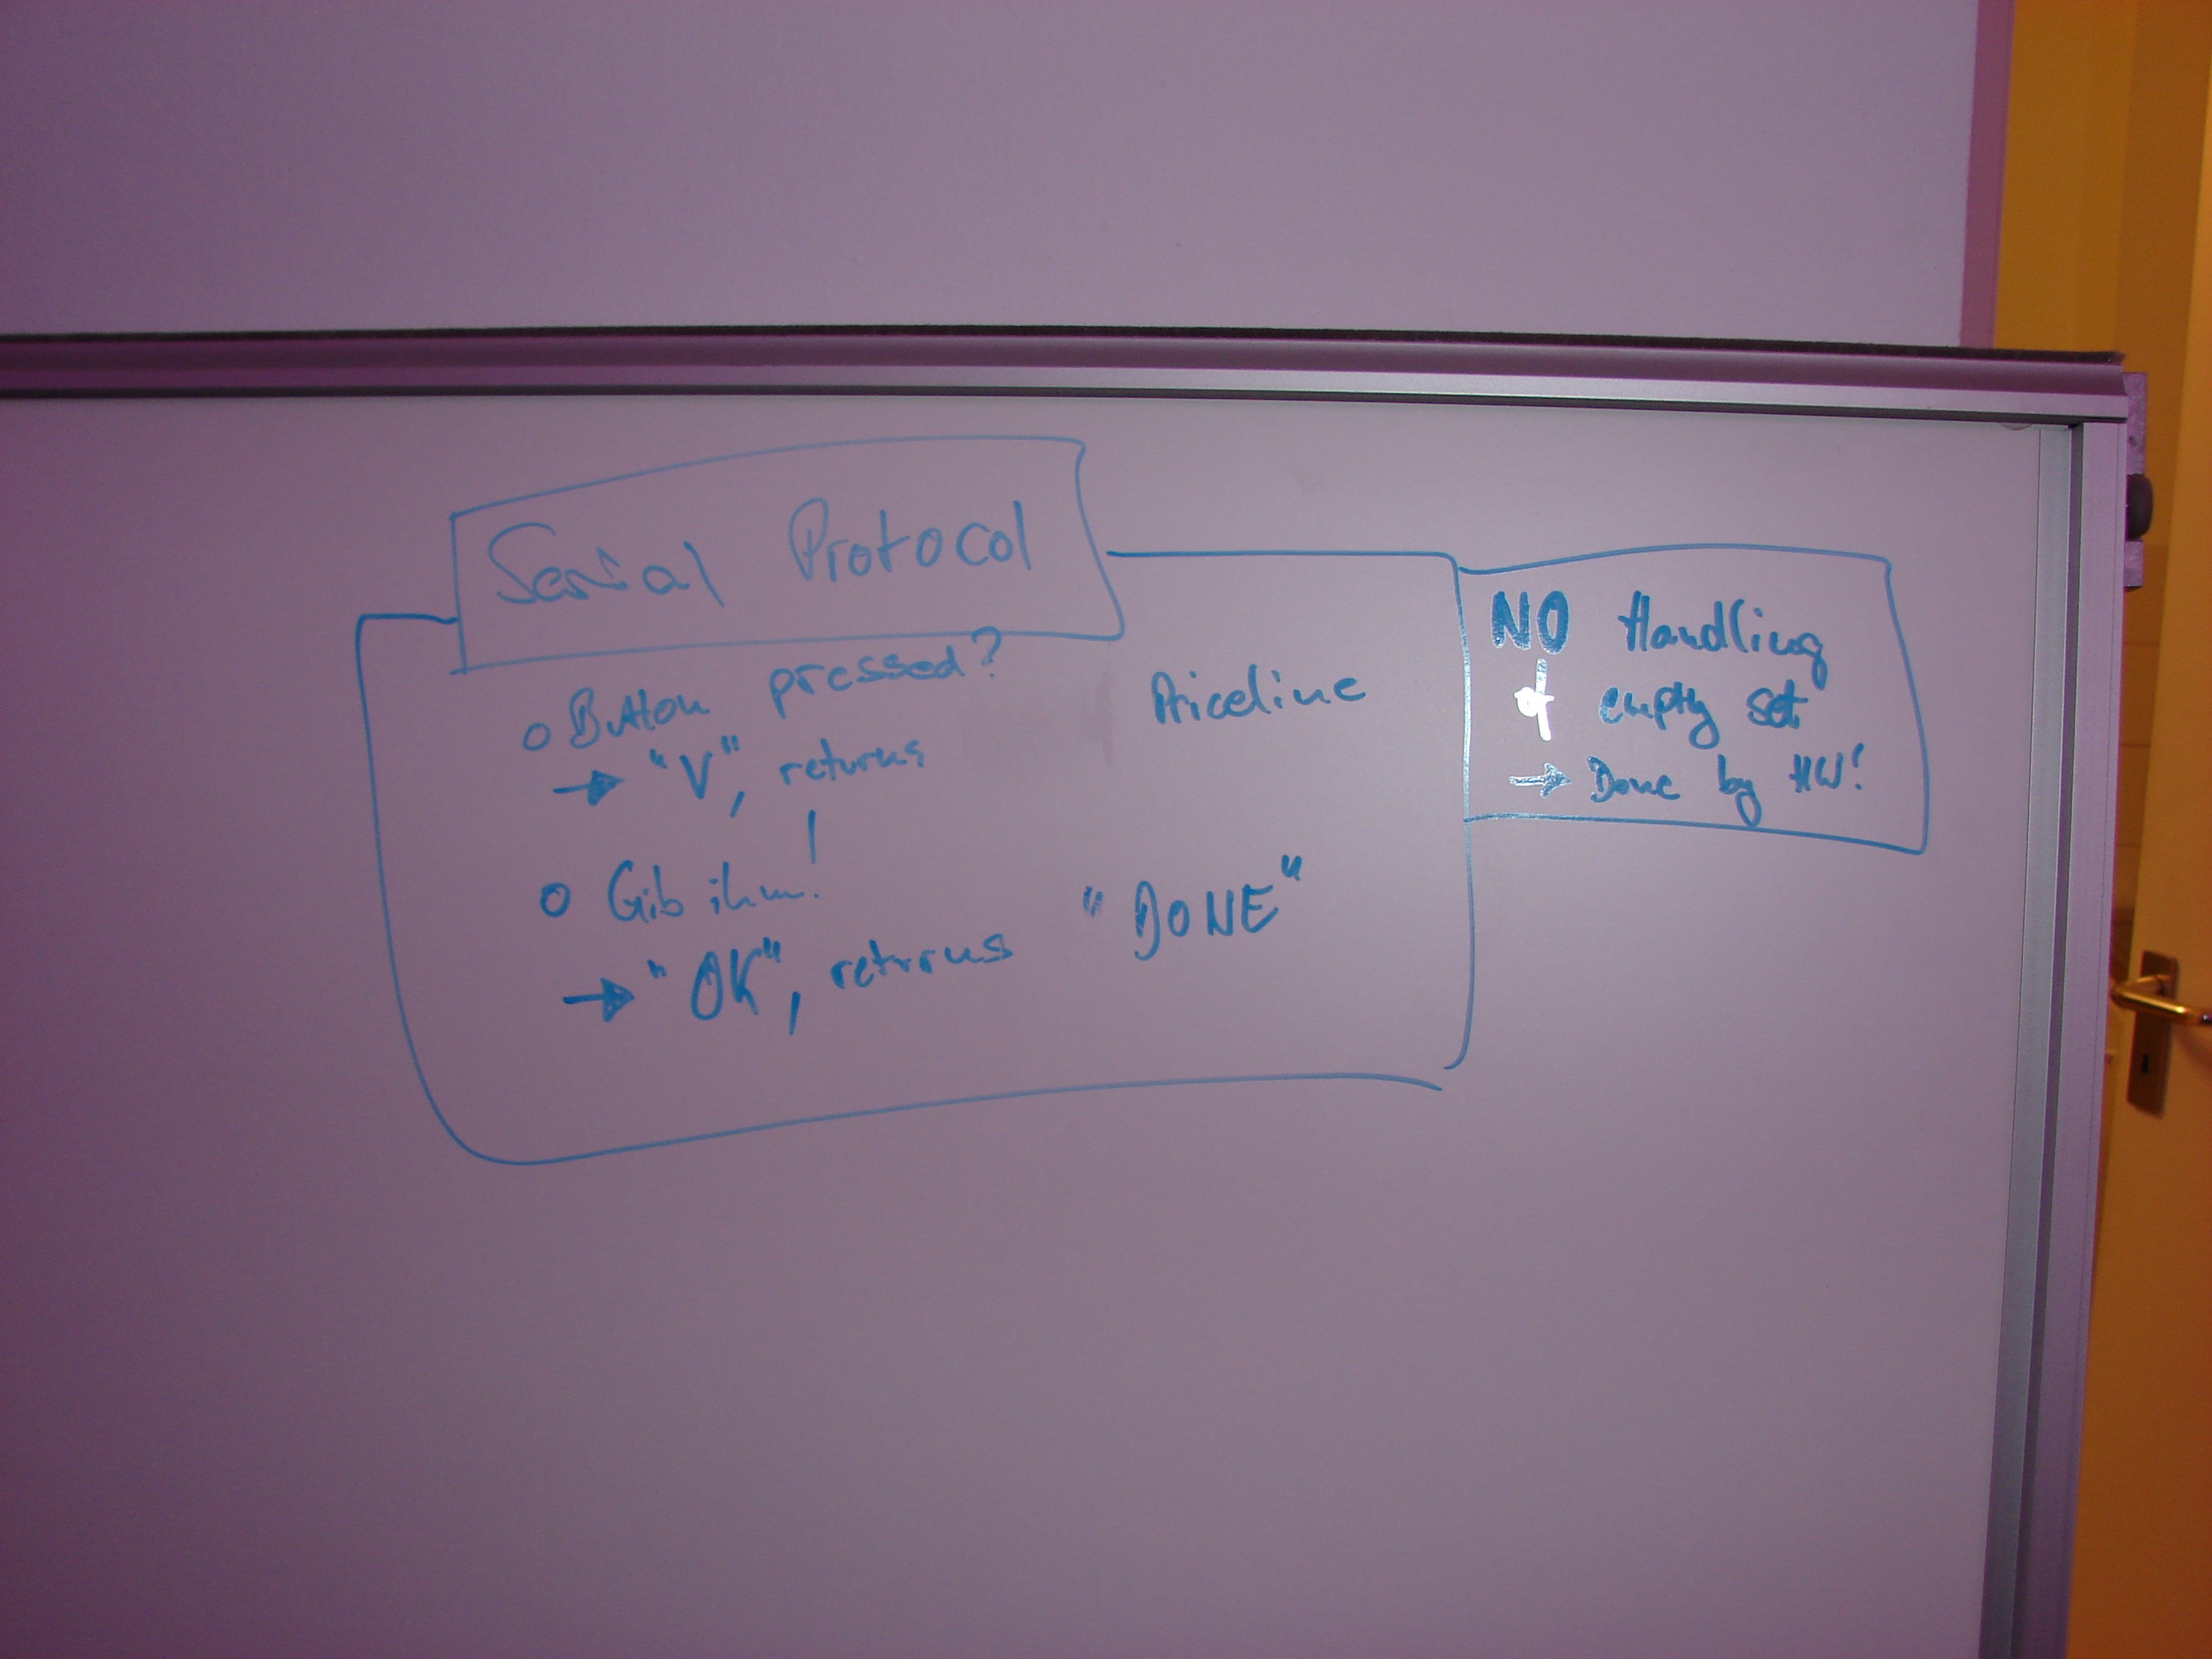 Serial Protocol
o Button pressed?
→ "V", returns Priceline
o Gib ihm!
→ "OK", returns "DONE"
NO Handling
of empty set
→ Done by HW!